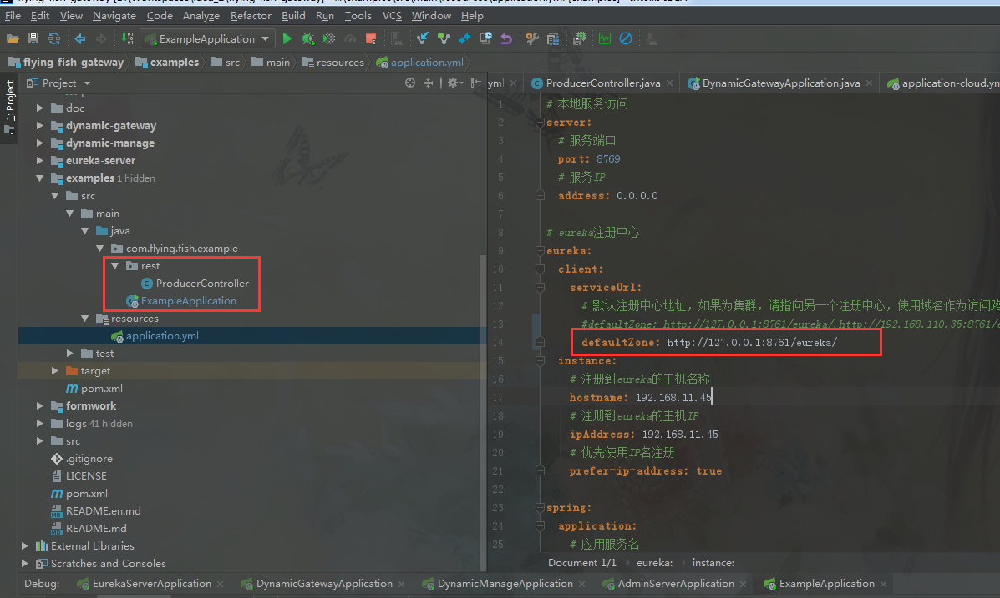 File Edit View Navigate Code Analyze Refactor Build Run Tools VCS Window Help
ExampleApplication
flying-fish-gateway examples src main resources application.yml
1: Project
Project
doc
dynamic-gateway
dynamic-manage
eureka-server
examples 1 hidden
src
main
java
com.flying.fish.example
rest
ProducerController
ExampleApplication
resources
application.yml
test
target
pom.xml
formwork
logs 41 hidden
src
.gitignore
LICENSE
pom.xml
README.en.md
README.md
External Libraries
Scratches and Consoles
yml ProducerController.java DynamicGatewayApplication.java application-cloud.ym
1 # 本地服务访问
2 server:
3 # 服务端口
4 port: 8769
5 # 服务IP
6 address: 0.0.0.0
7
8 # eureka注册中心
9 eureka:
10 client:
11 serviceUrl:
12 # 默认注册中心地址，如果为集群，请指向另一个注册中心，使用域名作为访问路
13 #defaultZone: http://127.0.0.1:8761/eureka/,http://192.168.110.35:8761/e
14 defaultZone: http://127.0.0.1:8761/eureka/
15 instance:
16 # 注册到eureka的主机名称
17 hostname: 192.168.11.45
18 # 注册到eureka的主机IP
19 ipAddress: 192.168.11.45
20 # 优先使用IP名注册
21 prefer-ip-address: true
22
23 spring:
24 application:
25 # 应用服务名
Document 1/1 eureka: instance:
Debug: EurekaServerApplication DynamicGatewayApplication DynamicManageApplication AdminServerApplication ExampleApplication